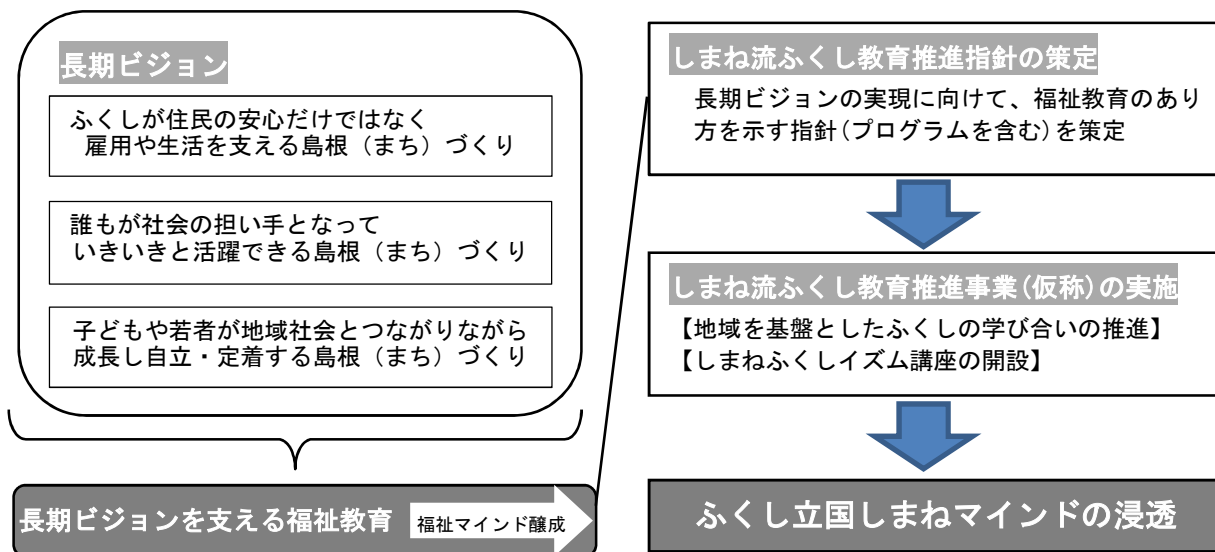 長期ビジョン
ふくしが住民の安心だけではなく
雇用や生活を支える島根（まち）づくり
誰もが社会の担い手となって
いきいきと活躍できる島根（まち）づくり
子どもや若者が地域社会とつながりながら
成長し自立・定着する島根（まち）づくり
長期ビジョンを支える福祉教育
福祉マインド醸成
しまね流ふくし教育推進指針の策定
長期ビジョンの実現に向けて、福祉教育のあり
方を示す指針(プログラムを含む)を策定
しまね流ふくし教育推進事業(仮称)の実施
【地域を基盤としたふくしの学び合いの推進】
【しまねふくしイズム講座の開設】
ふくし立国しまねマインドの浸透